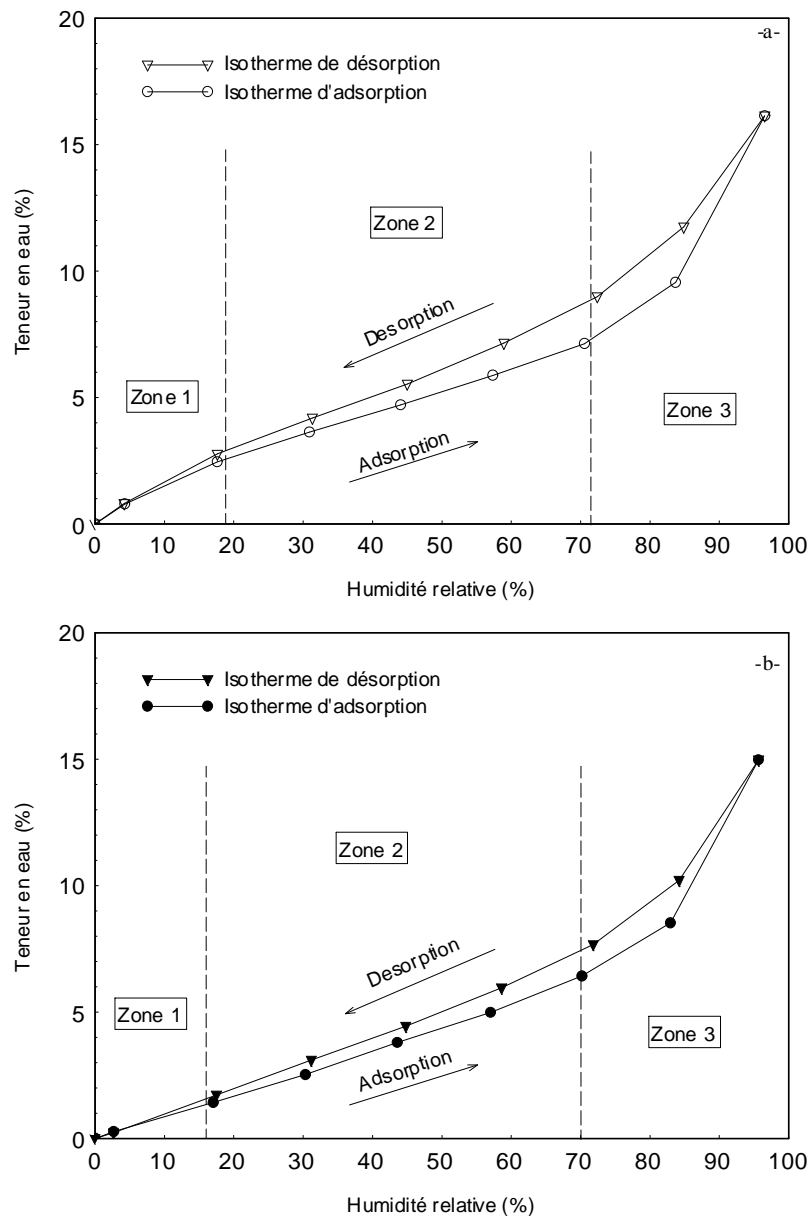 20
-a-
Isotherme de désorption
Isotherme d'adsorption
15
Zone 2
Teneur en eau (%)
10
Desorption
Zone 1
Zone 3
5
Adsorption
0
0 10 20 30 40 50 60 70 80 90 100
Humidité relative (%)
20
-b-
Isotherme de désorption
Isotherme d'adsorption
15
Zone 2
Teneur en eau (%)
10
Desorption
Zone 1
Zone 3
5
Adsorption
0
0 10 20 30 40 50 60 70 80 90 100
Humidité relative (%)